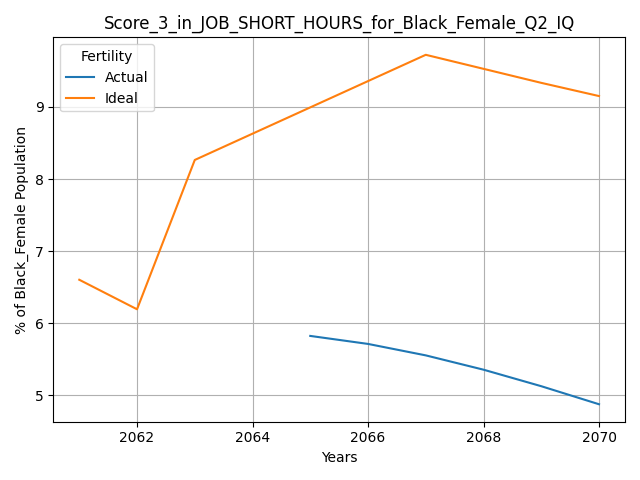 Score_3_in_JOB_SHORT_HOURS_for_Black_Female_Q2_IQ
Fertility
Actual
Ideal
% of Black_Female Population
9
8
7
6
5
2062 2064 2066 2068 2070
Years